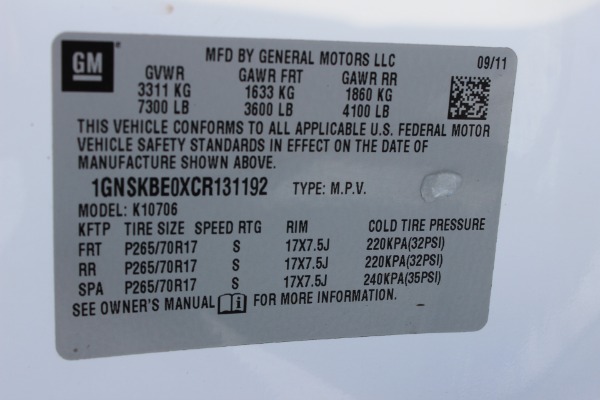 GM
MFD BY GENERAL MOTORS LLC 09/11
GVWR GAWR FRT GAWR RR
3311 KG 1633 KG 1860 KG
7300 LB 3600 LB 4100 LB
THIS VEHICLE CONFORMS TO ALL APPLICABLE U.S. FEDERAL MOTOR
VEHICLE SAFETY STANDARDS IN EFFECT ON THE DATE OF
MANUFACTURE SHOWN ABOVE.
1GNSKBE0XCR131192 TYPE: M.P.V.
MODEL: K10706
KFTP TIRE SIZE SPEED RTG RIM COLD TIRE PRESSURE
FRT P265/70R17 S 17X7.5J 220KPA(32PSI)
RR P265/70R17 S 17X7.5J 220KPA(32PSI)
SPA P265/70R17 S 17X7.5J 240KPA(35PSI)
SEE OWNER'S MANUAL FOR MORE INFORMATION.